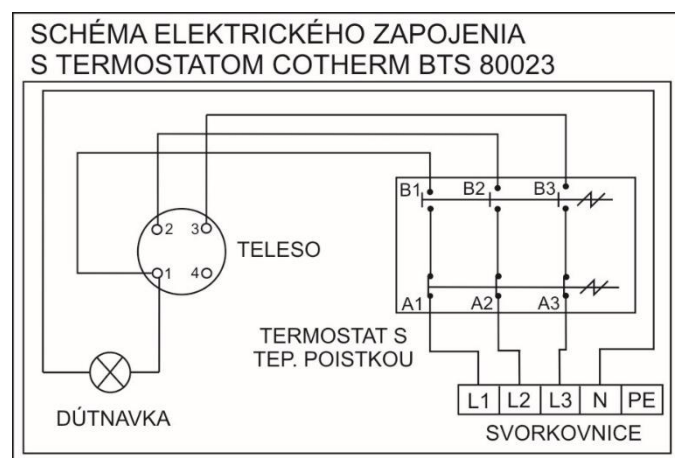 SCHÉMA ELEKTRICKÉHO ZAPOJENIA
S TERMOSTATOM COTHERM BTS 80023
B1 B2 B3
2 3
1 4
TELESO
A1 A2 A3
TERMOSTAT S
TEP. POISTKOU
DÚTNAVKA
L1 L2 L3 N PE
SVORKOVNICE